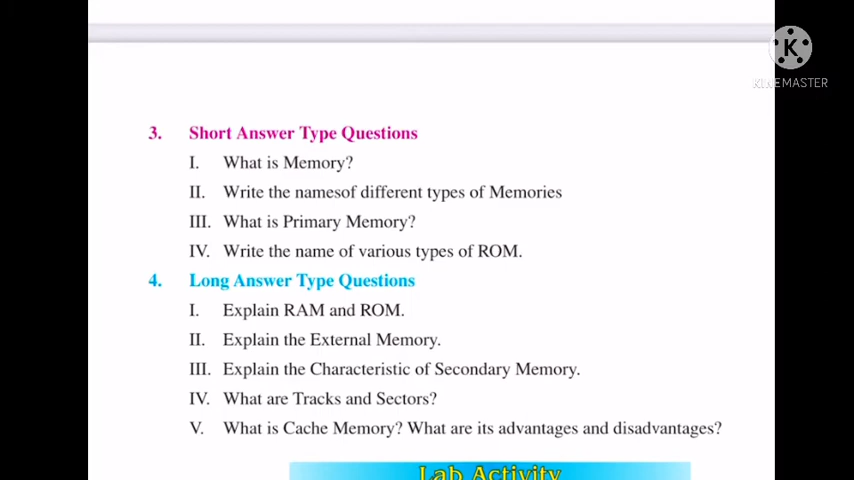 K
KINEMASTER
3. Short Answer Type Questions
I. What is Memory?
II. Write the namesof different types of Memories
III. What is Primary Memory?
IV. Write the name of various types of ROM.
4. Long Answer Type Questions
I. Explain RAM and ROM.
II. Explain the External Memory.
III. Explain the Characteristic of Secondary Memory.
IV. What are Tracks and Sectors?
V. What is Cache Memory? What are its advantages and disadvantages?
Lab Activity